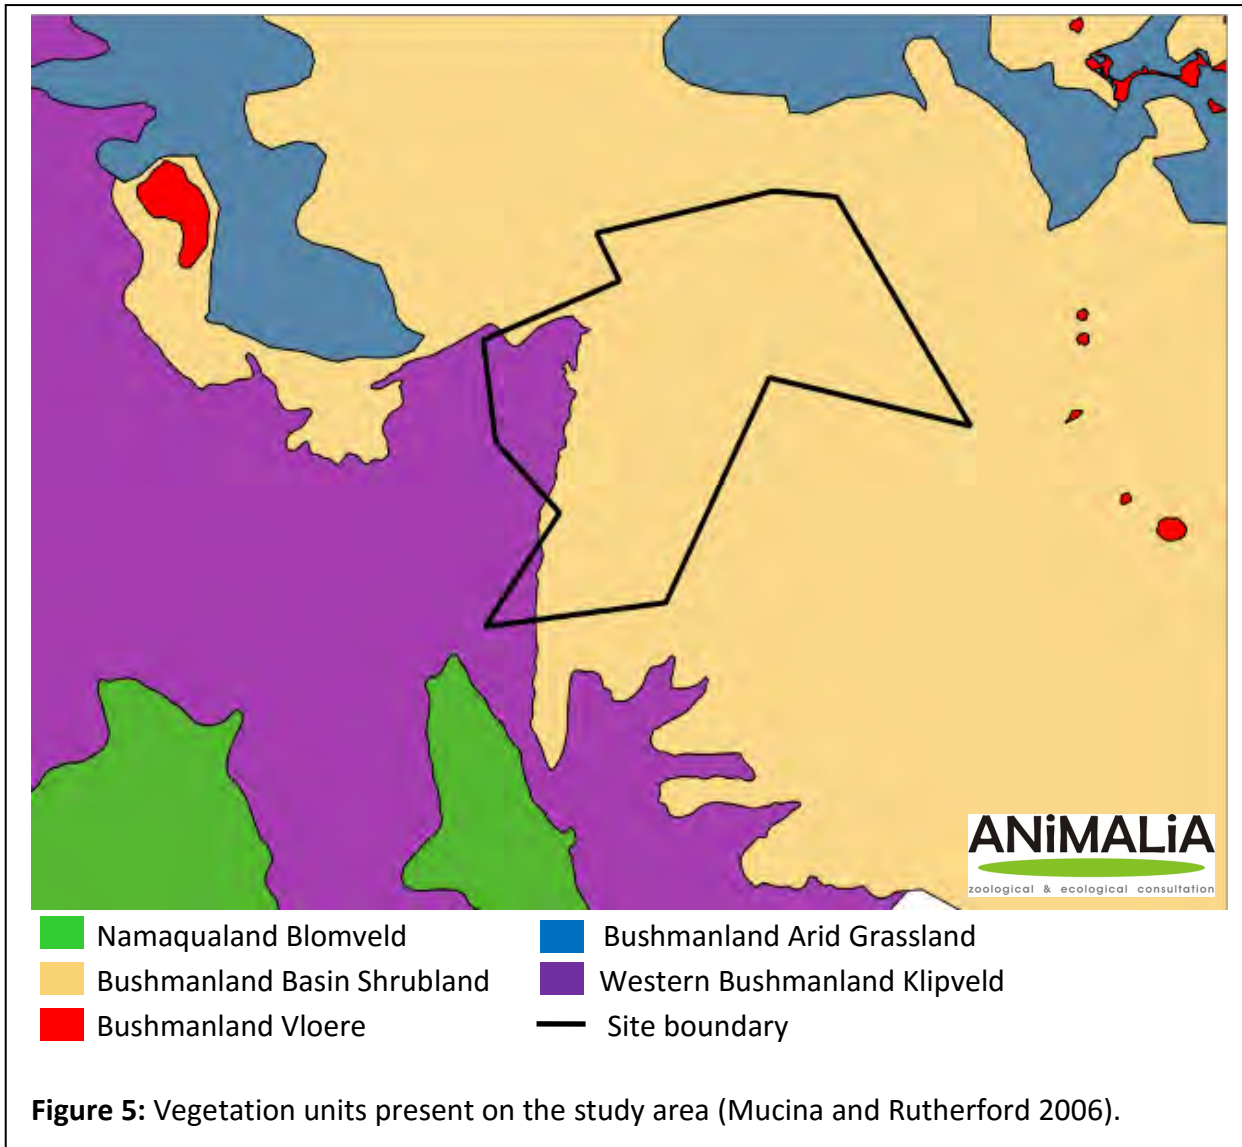 ANiMALiA
zoological & ecological consultation
Namaqualand Blomveld
Bushmanland Arid Grassland
Bushmanland Basin Shrubland
Western Bushmanland Klipveld
Bushmanland Vloere
Site boundary
Figure 5: Vegetation units present on the study area (Mucina and Rutherford 2006).